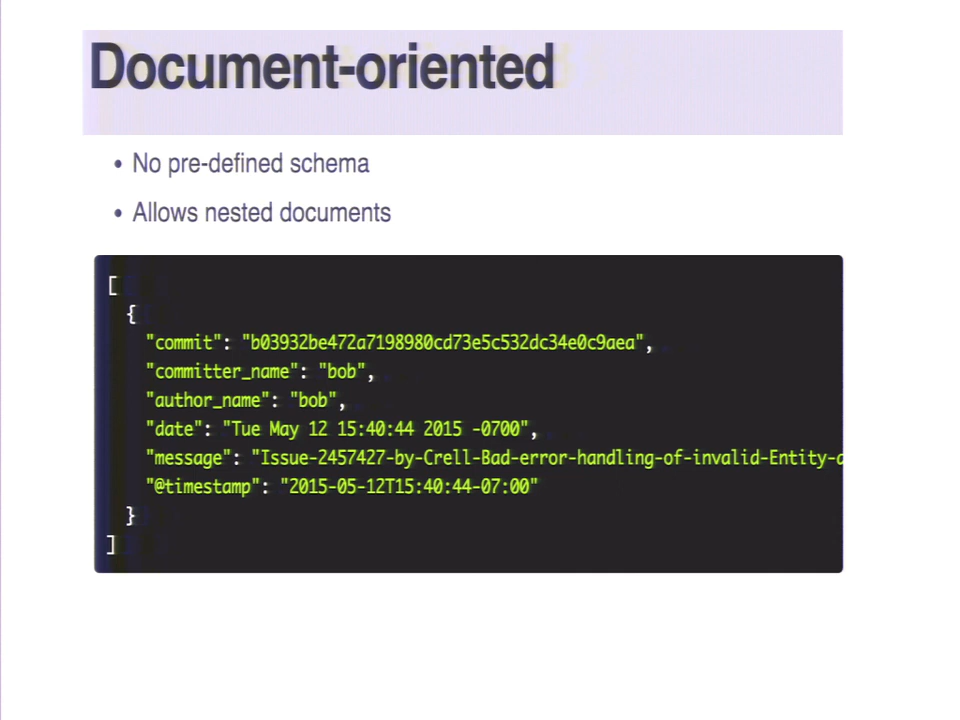 Document-oriented
• No pre-defined schema
• Allows nested documents
[
{
"commit": "b03932be472a7198980cd73e5c532dc34e0c9aea",
"committer_name": "bob",
"author_name": "bob",
"date": "Tue May 12 15:40:44 2015 -0700",
"message": "Issue-2457427-by-Crell-Bad-error-handling-of-invalid-Entity-
"@timestamp": "2015-05-12T15:40:44-07:00"
}
]